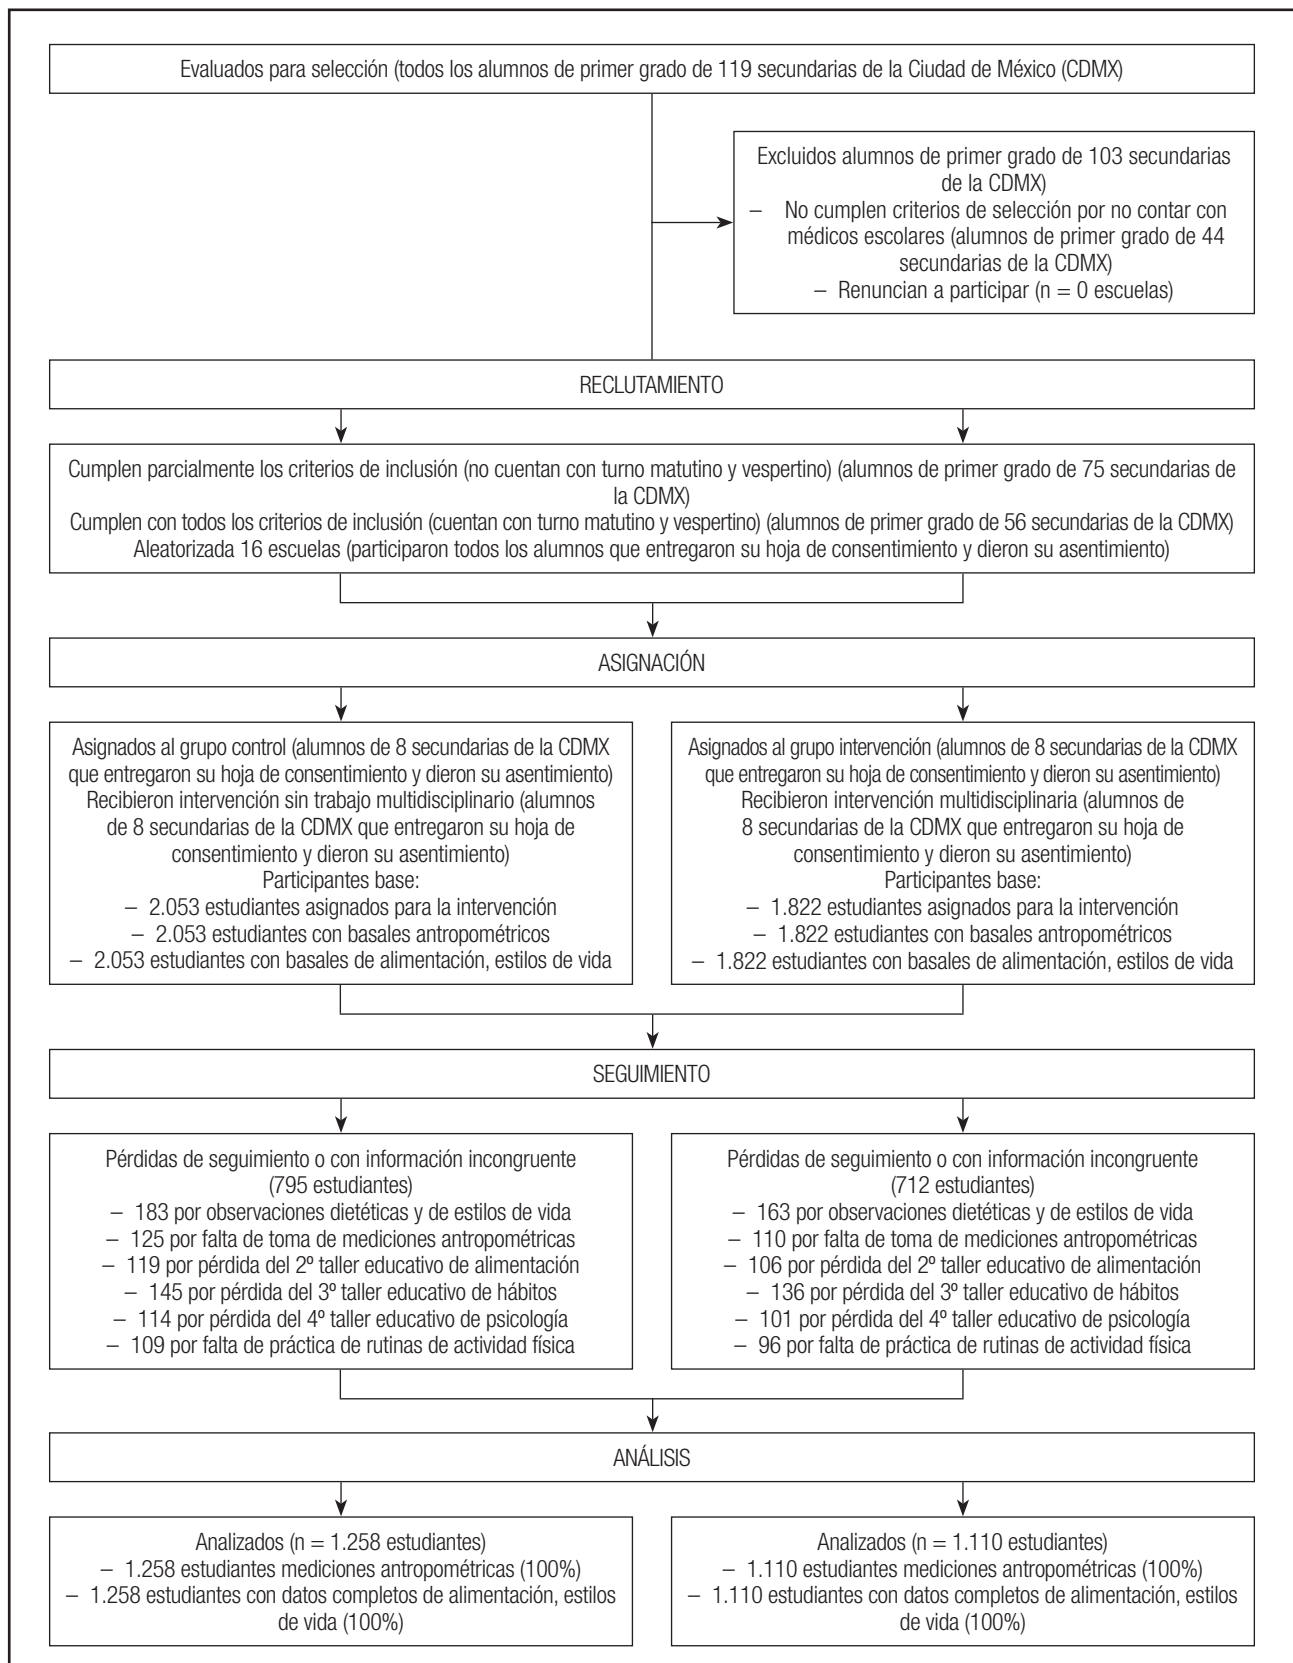 Evaluados para selección (todos los alumnos de primer grado de 119 secundarias de la Ciudad de México (CDMX)
Excluidos alumnos de primer grado de 103 secundarias
de la CDMX)
– No cumplen criterios de selección por no contar con
médicos escolares (alumnos de primer grado de 44
secundarias de la CDMX)
– Renuncian a participar (n = 0 escuelas)
RECLUTAMIENTO
Cumplen parcialmente los criterios de inclusión (no cuentan con turno matutino y vespertino) (alumnos de primer grado de 75 secundarias de
la CDMX)
Cumplen con todos los criterios de inclusión (cuentan con turno matutino y vespertino) (alumnos de primer grado de 56 secundarias de la CDMX)
Aleatorizada 16 escuelas (participaron todos los alumnos que entregaron su hoja de consentimiento y dieron su asentimiento)
ASIGNACIÓN
Asignados al grupo control (alumnos de 8 secundarias de la CDMX
que entregaron su hoja de consentimiento y dieron su asentimiento)
Recibieron intervención sin trabajo multidisciplinario (alumnos
de 8 secundarias de la CDMX que entregaron su hoja de
consentimiento y dieron su asentimiento)
Participantes base:
– 2.053 estudiantes asignados para la intervención
– 2.053 estudiantes con basales antropométricos
– 2.053 estudiantes con basales de alimentación, estilos de vida
Asignados al grupo intervención (alumnos de 8 secundarias de la CDMX
que entregaron su hoja de consentimiento y dieron su asentimiento)
Recibieron intervención multidisciplinaria (alumnos de
8 secundarias de la CDMX que entregaron su hoja de
consentimiento y dieron su asentimiento)
Participantes base:
– 1.822 estudiantes asignados para la intervención
– 1.822 estudiantes con basales antropométricos
– 1.822 estudiantes con basales de alimentación, estilos de vida
SEGUIMIENTO
Pérdidas de seguimiento o con información incongruente
(795 estudiantes)
– 183 por observaciones dietéticas y de estilos de vida
– 125 por falta de toma de mediciones antropométricas
– 119 por pérdida del 2º taller educativo de alimentación
– 145 por pérdida del 3º taller educativo de hábitos
– 114 por pérdida del 4º taller educativo de psicología
– 109 por falta de práctica de rutinas de actividad física
Pérdidas de seguimiento o con información incongruente
(712 estudiantes)
– 163 por observaciones dietéticas y de estilos de vida
– 110 por falta de toma de mediciones antropométricas
– 106 por pérdida del 2º taller educativo de alimentación
– 136 por pérdida del 3º taller educativo de hábitos
– 101 por pérdida del 4º taller educativo de psicología
– 96 por falta de práctica de rutinas de actividad física
ANÁLISIS
Analizados (n = 1.258 estudiantes)
– 1.258 estudiantes mediciones antropométricas (100%)
– 1.258 estudiantes con datos completos de alimentación, estilos
de vida (100%)
Analizados (n = 1.110 estudiantes)
– 1.110 estudiantes mediciones antropométricas (100%)
– 1.110 estudiantes con datos completos de alimentación, estilos
de vida (100%)